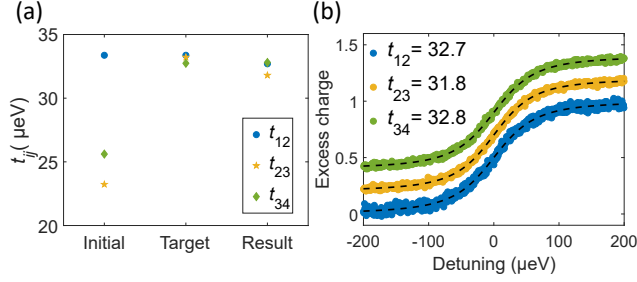 (a)
35
30
25
20
t_ij( µeV)
Initial
Target
Result
t_12
t_23
t_34
(b)
1.5
1
0.5
0
Excess charge
t_12 = 32.7
t_23 = 31.8
t_34 = 32.8
-200
-100
0
100
200
Detuning (µeV)